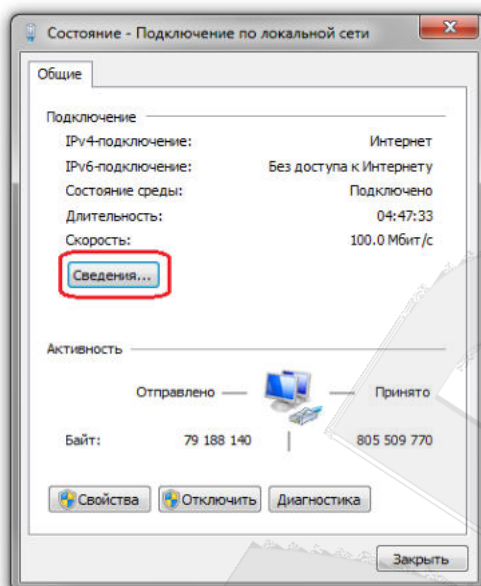 Состояние - Подключение по локальной сети
Общие
Подключение
IPv4-подключение: Интернет
IPv6-подключение: Без доступа к Интернету
Состояние среды: Подключено
Длительность: 04:47:33
Скорость: 100.0 Мбит/с
Сведения...
Активность
Отправлено — Принято
Байт: 79 188 140 805 509 770
Свойства Отключить Диагностика
Закрыть